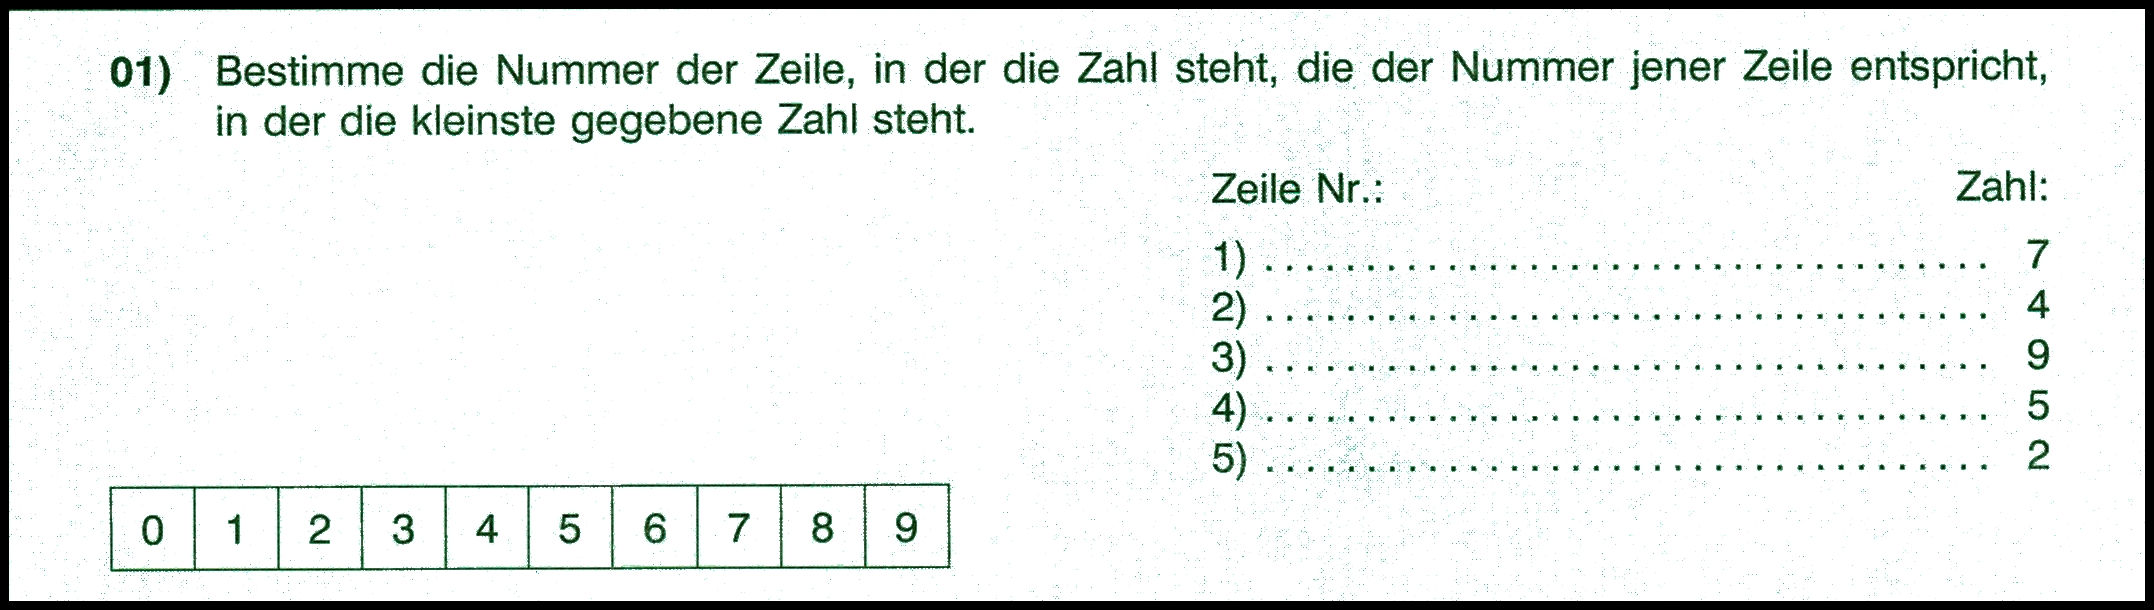 01) Bestimme die Nummer der Zeile, in der die Zahl steht, die der Nummer jener Zeile entspricht,
in der die kleinste gegebene Zahl steht.
Zeile Nr.: Zahl:
1) . . . . . . . . . . . . . . . . . . . . . . . . . . . . . . . . . . . 7
2) . . . . . . . . . . . . . . . . . . . . . . . . . . . . . . . . . . . 4
3) . . . . . . . . . . . . . . . . . . . . . . . . . . . . . . . . . . . 9
4) . . . . . . . . . . . . . . . . . . . . . . . . . . . . . . . . . . . 5
5) . . . . . . . . . . . . . . . . . . . . . . . . . . . . . . . . . . . 2
0 1 2 3 4 5 6 7 8 9